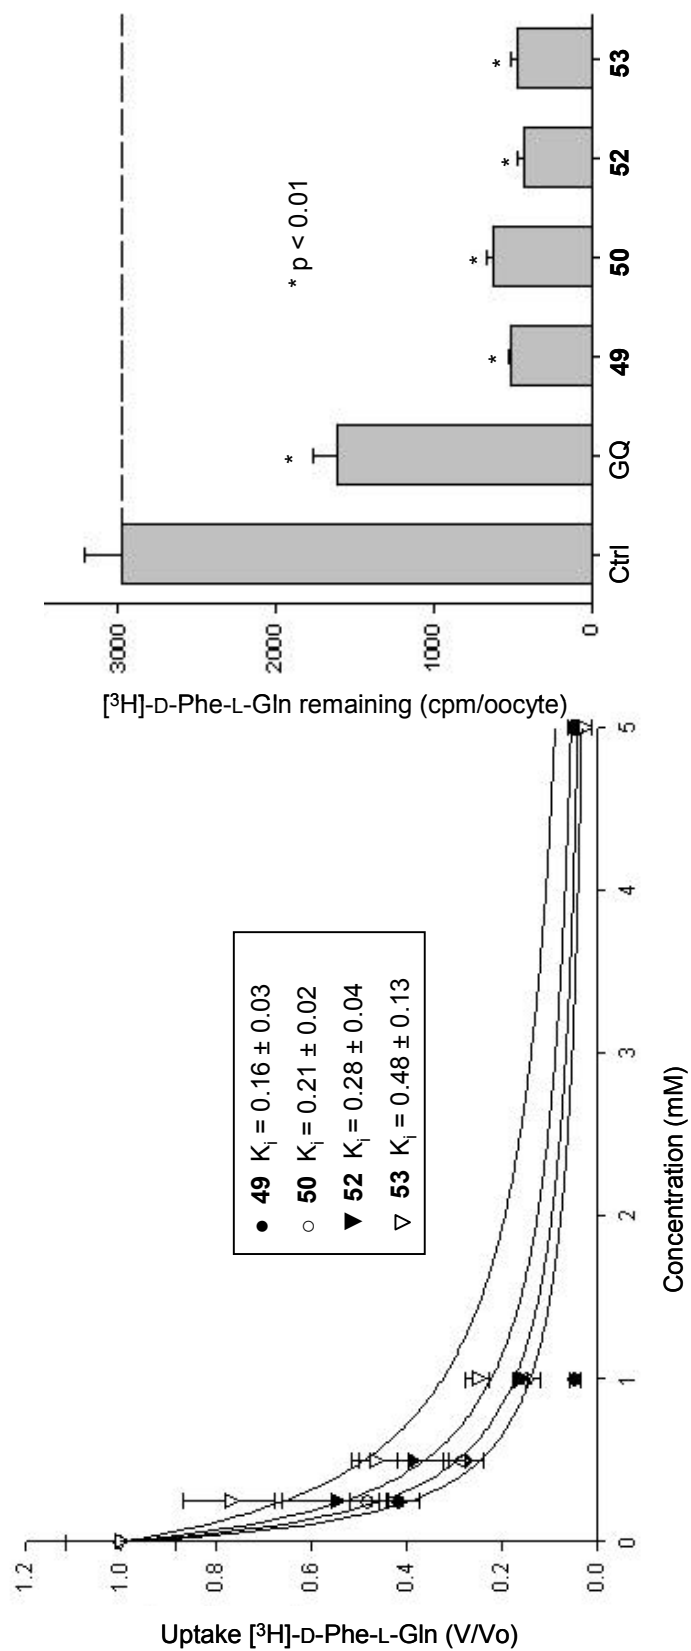 1.2
1.0
0.8
0.6
0.4
0.2
0.0
Uptake [³H]-D-Phe-L-Gln (V/Vo)
49 Kᵢ = 0.16 ± 0.03
50 Kᵢ = 0.21 ± 0.02
52 Kᵢ = 0.28 ± 0.04
53 Kᵢ = 0.48 ± 0.13
0 1 2 3 4 5
Concentration (mM)
3000
2000
1000
0
[³H]-D-Phe-L-Gln remaining (cpm/oocyte)
* * * * *
* p < 0.01
Ctrl GQ 49 50 52 53